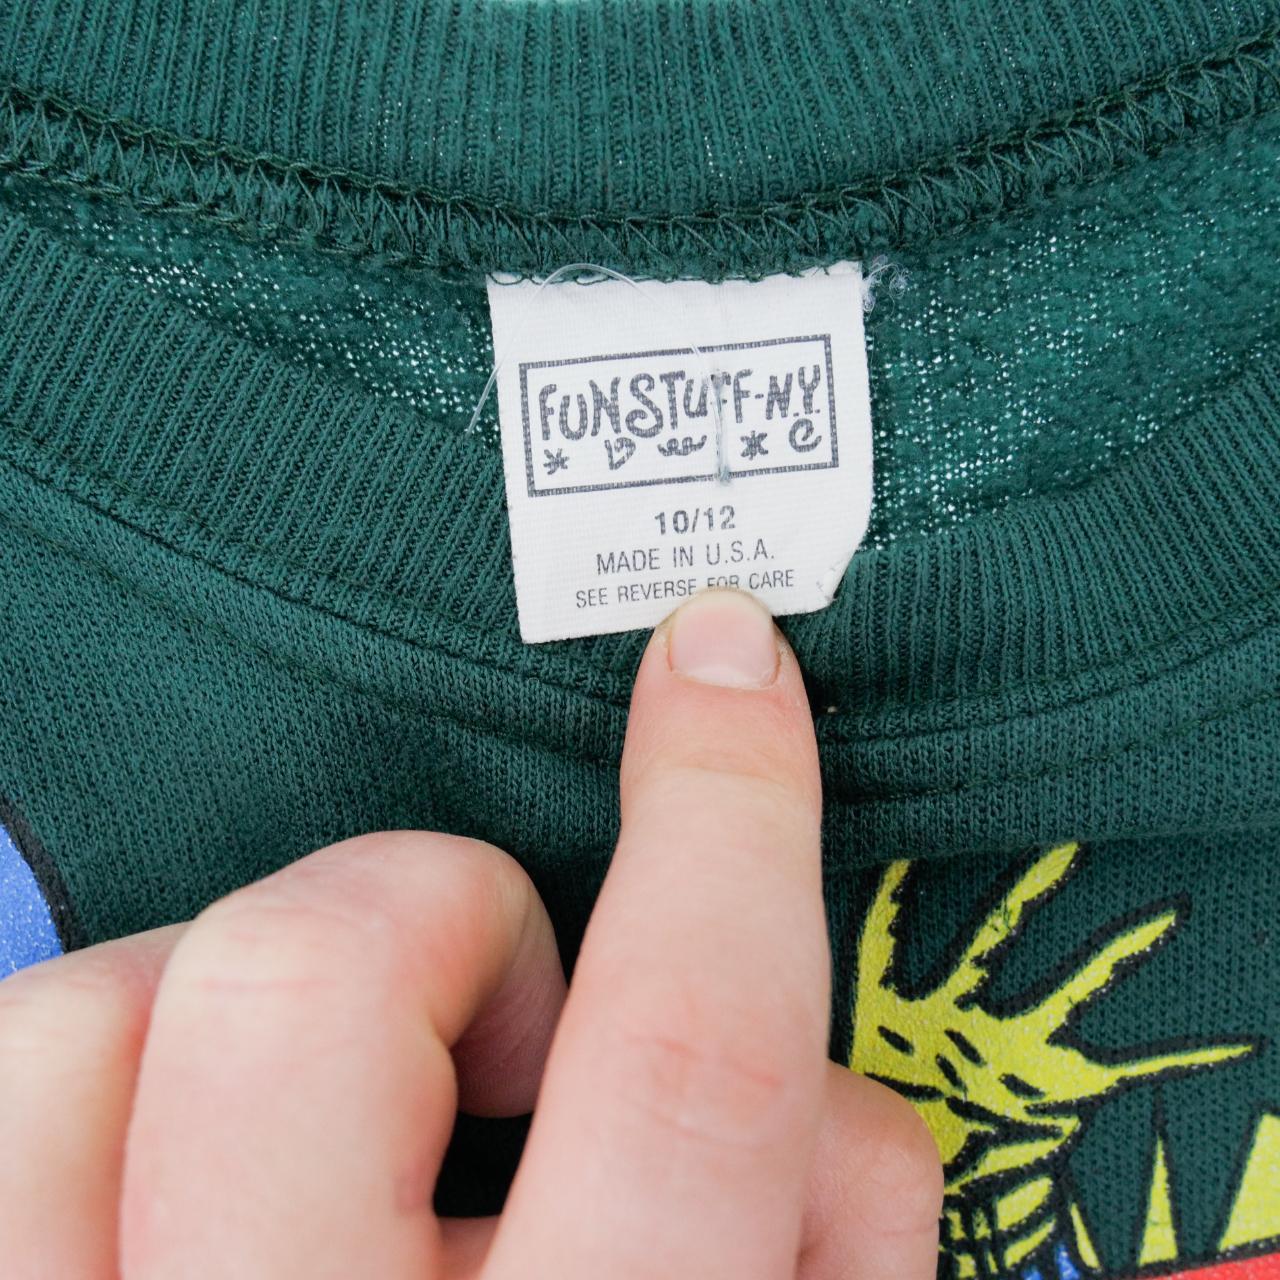 FUNSTUFF-N.Y.
10/12
MADE IN U.S.A.
SEE REVERSE FOR CARE